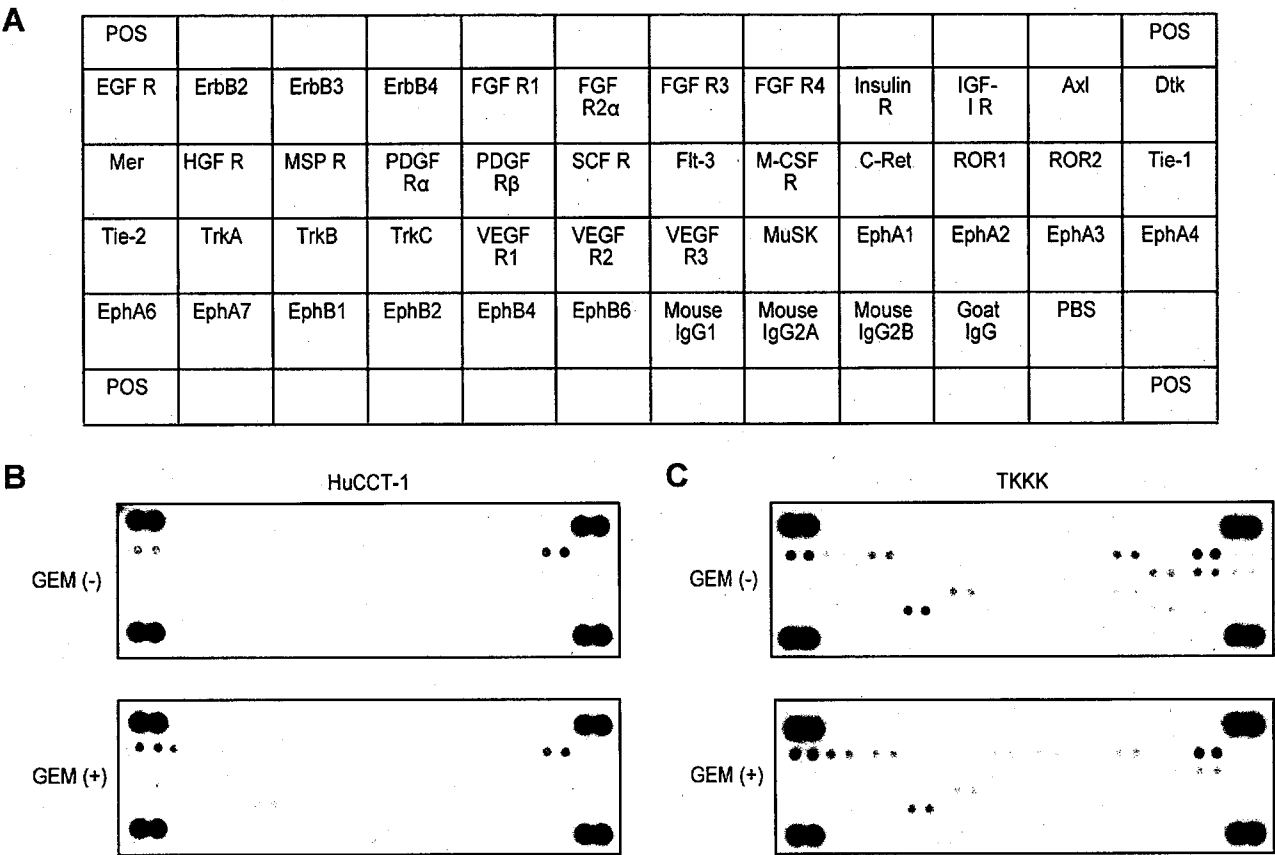 A
POS POS
EGF R ErbB2 ErbB3 ErbB4 FGF R1 FGF R2α FGF R3 FGF R4 Insulin R IGF-I R Axl Dtk
Mer HGF R MSP R PDGF Rα PDGF Rβ SCF R Flt-3 M-CSF R C-Ret ROR1 ROR2 Tie-1
Tie-2 TrkA TrkB TrkC VEGF R1 VEGF R2 VEGF R3 MuSK EphA1 EphA2 EphA3 EphA4
EphA6 EphA7 EphB1 EphB2 EphB4 EphB6 Mouse IgG1 Mouse IgG2A Mouse IgG2B Goat IgG PBS
POS POS
B HuCCT-1
GEM (-)
GEM (+)
C TKKK
GEM (-)
GEM (+)